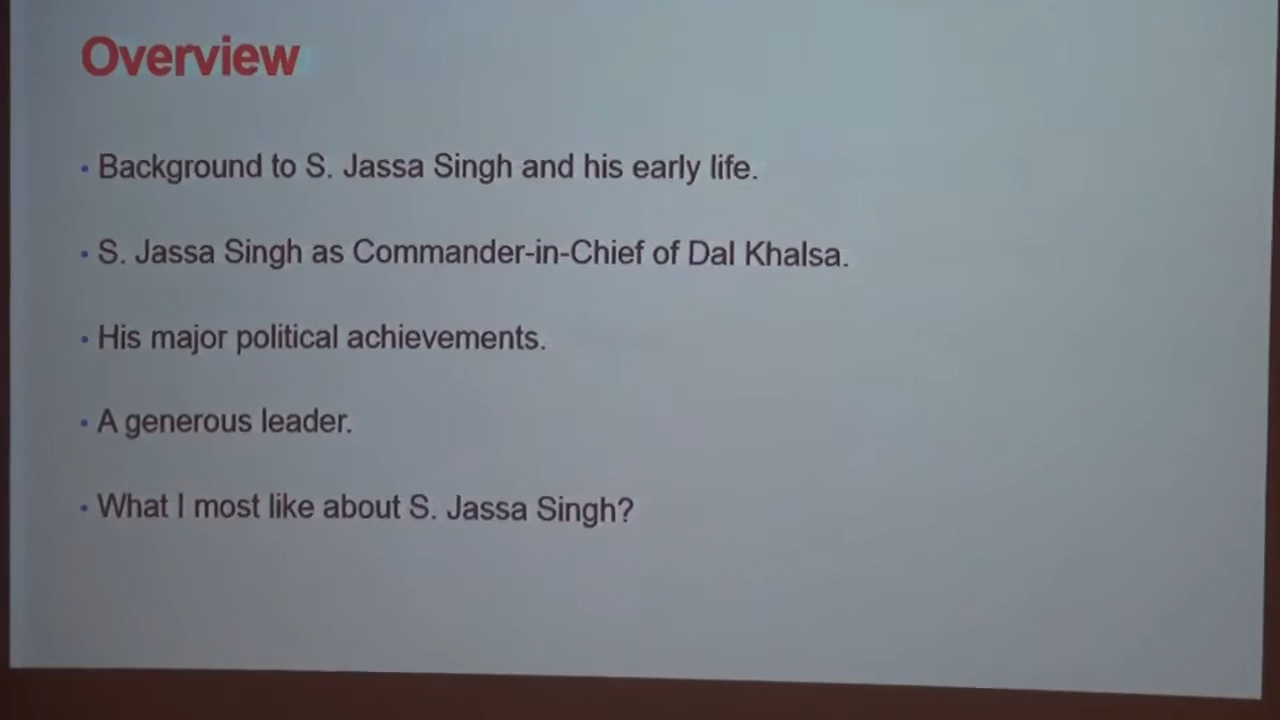 Overview
• Background to S. Jassa Singh and his early life.
• S. Jassa Singh as Commander-in-Chief of Dal Khalsa.
• His major political achievements.
• A generous leader.
• What I most like about S. Jassa Singh?